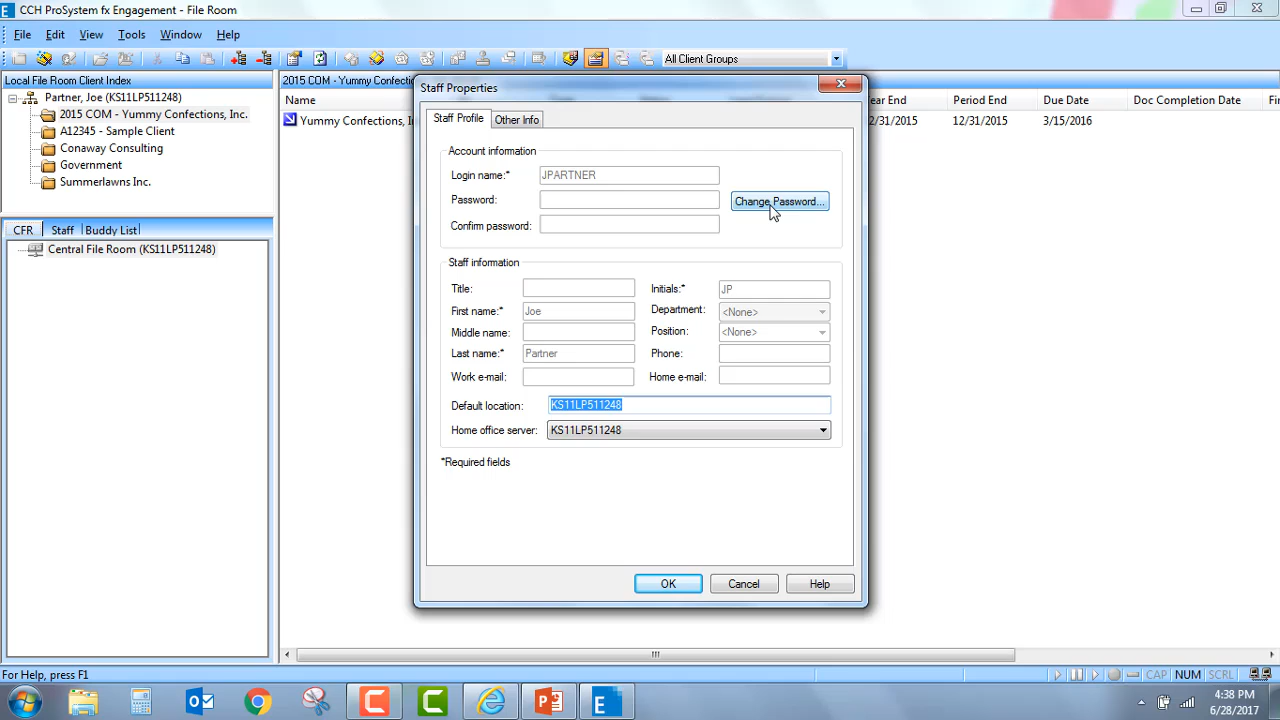 CCH ProSystem fx Engagement - File Room
File Edit View Tools Window Help
All Client Groups
Local File Room Client Index
Partner, Joe (KS11LP511248)
2015 COM - Yummy Confections, Inc.
A12345 - Sample Client
Conaway Consulting
Government
Summerlawns Inc.
CFR Staff Buddy List
Central File Room (KS11LP511248)
2015 COM - Yummy Confectio
Name
Year End Period End Due Date Doc Completion Date
Yummy Confections, In
12/31/2015 3/15/2016
Staff Properties
Staff Profile Other Info
Account information
Login name:* JPARTNER
Password: Change Password...
Confirm password:
Staff information
Title: Initials:* JP
First name:* Joe Department: <None>
Middle name: Position: <None>
Last name:* Partner Phone:
Work e-mail: Home e-mail:
Default location: KS11LP511248
Home office server: KS11LP511248
*Required fields
OK Cancel Help
For Help, press F1
CAP NUM SCRL
4:38 PM
6/28/2017